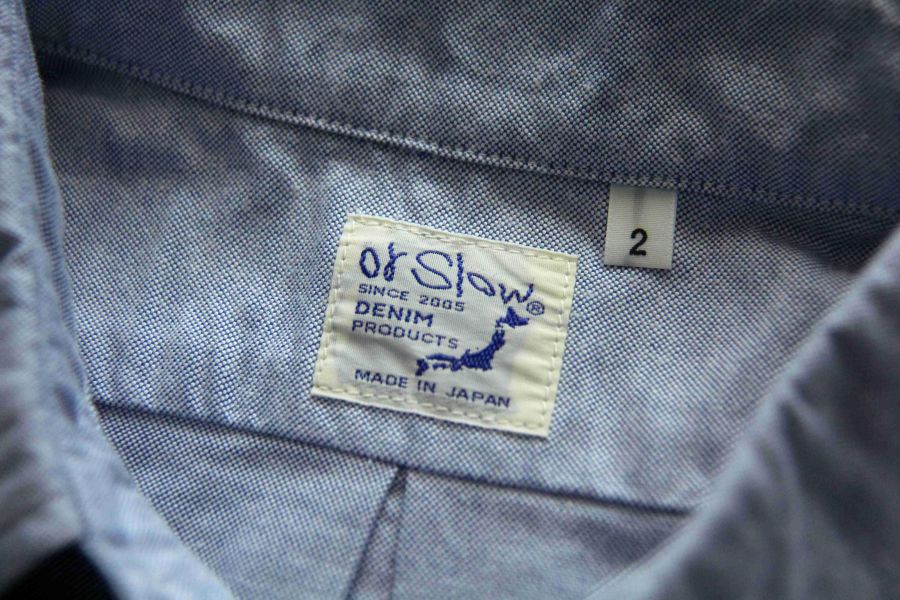 or Slow®
SINCE 2005
DENIM
PRODUCTS
MADE IN JAPAN
2